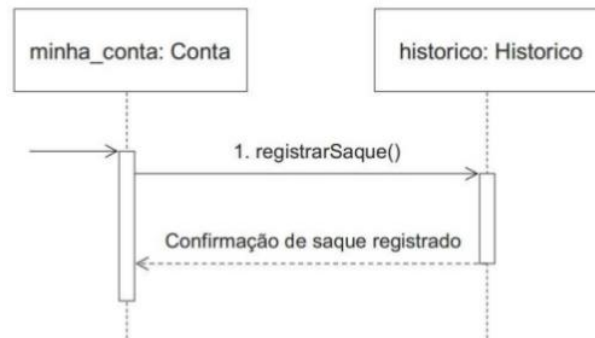 minha_conta: Conta
historico: Historico
1. registrarSaque()
Confirmação de saque registrado